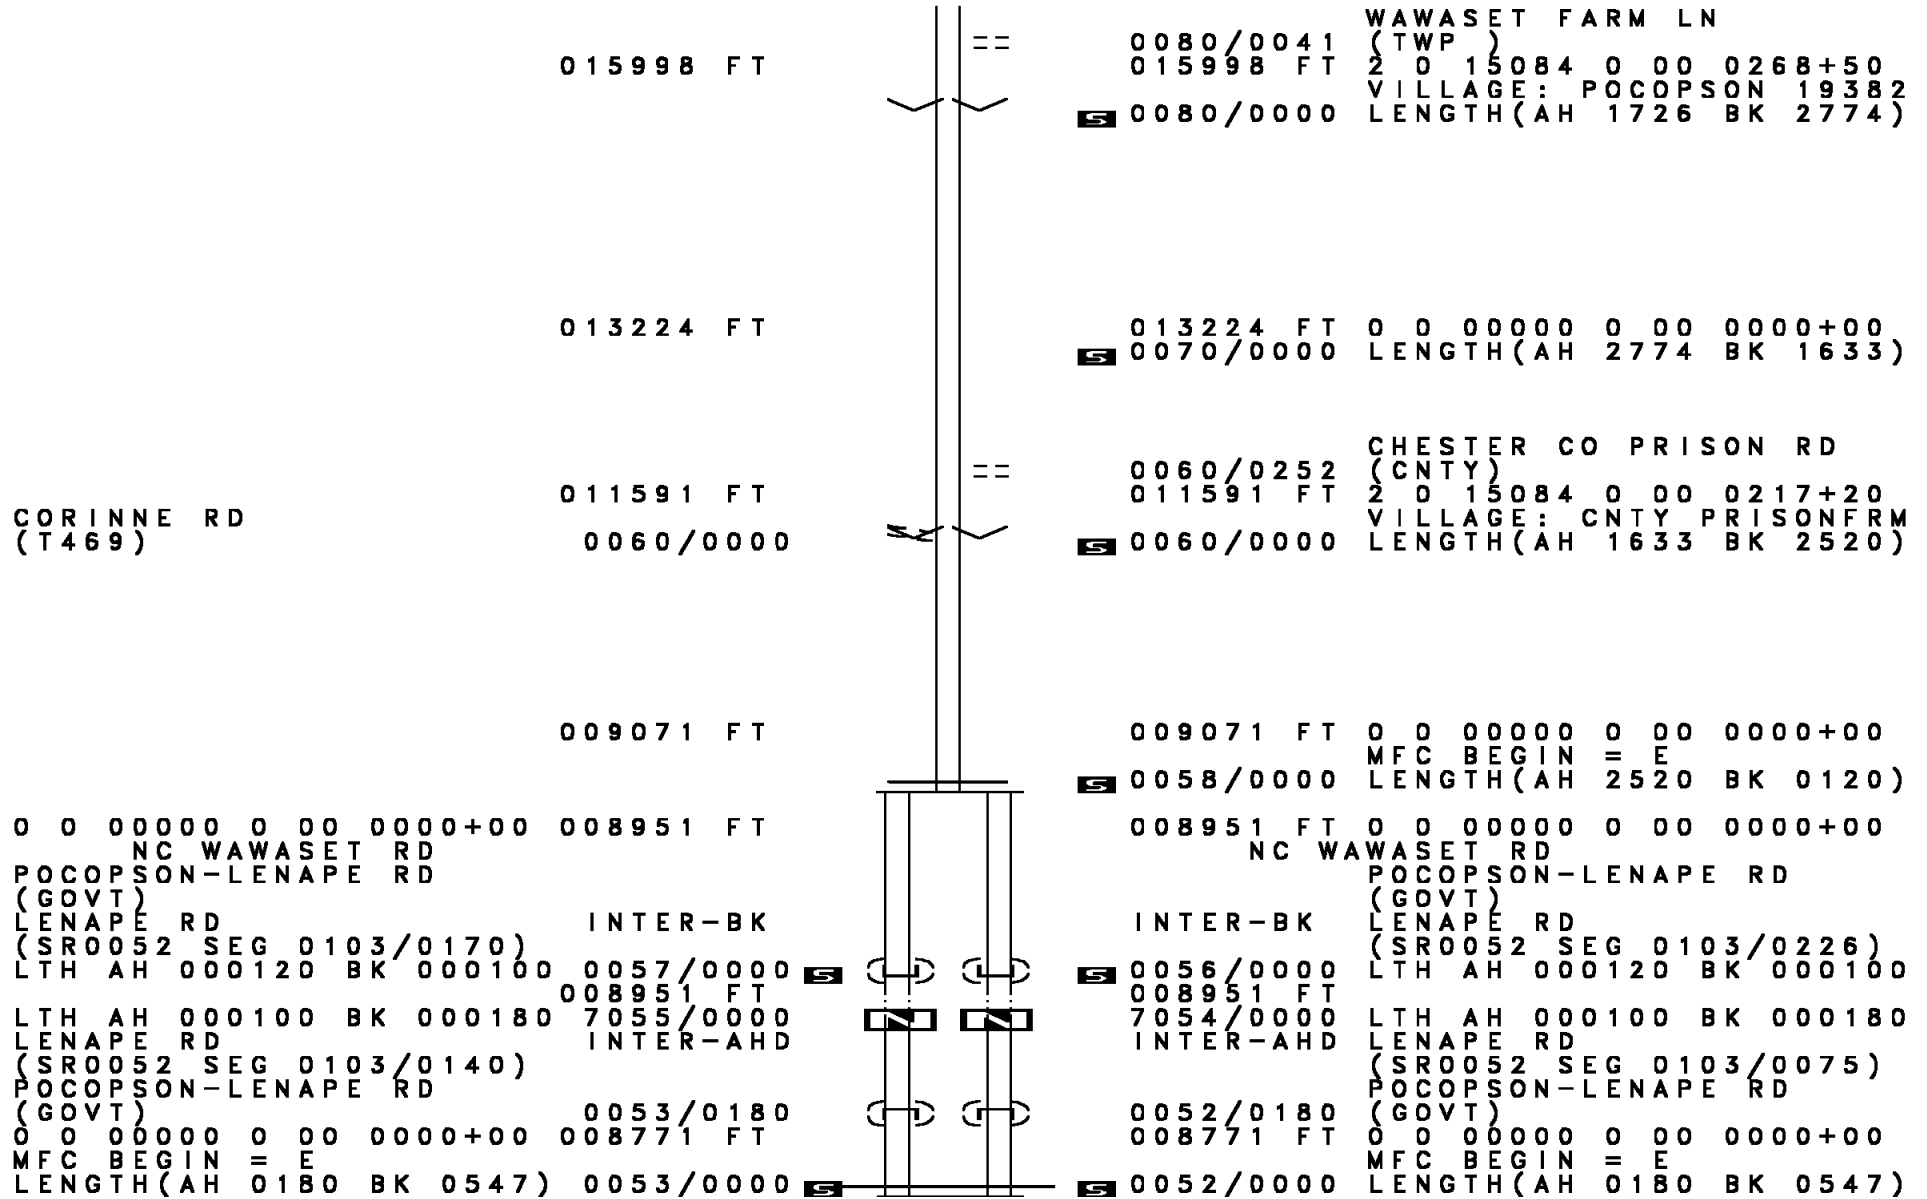 WAWASET FARM LN
0080/0041 (TWP )
015998 FT 015998 FT 2 0 15084 0 00 0268+50
VILLAGE: POCOPSON 19382
S 0080/0000 LENGTH(AH 1726 BK 2774)
013224 FT 013224 FT 0 0 00000 0 00 0000+00
S 0070/0000 LENGTH(AH 2774 BK 1633)
CHESTER CO PRISON RD
0060/0252 (CNTY)
011591 FT 011591 FT 2 0 15084 0 00 0217+20
CORINNE RD VILLAGE: CNTY PRISONFRM
(T469) 0060/0000 S 0060/0000 LENGTH(AH 1633 BK 2520)
009071 FT 009071 FT 0 0 00000 0 00 0000+00
MFC BEGIN = E
S 0058/0000 LENGTH(AH 2520 BK 0120)
0 0 00000 0 00 0000+00 008951 FT 008951 FT 0 0 00000 0 00 0000+00
NC WAWASET RD NC WAWASET RD
POCOPSON-LENAPE RD POCOPSON-LENAPE RD
(GOVT) (GOVT)
LENAPE RD INTER-BK INTER-BK LENAPE RD
(SR0052 SEG 0103/0170) (SR0052 SEG 0103/0226)
LTH AH 000120 BK 000100 0057/0000 S S 0056/0000 LTH AH 000120 BK 000100
008951 FT 008951 FT
LTH AH 000100 BK 000180 7055/0000 7054/0000 LTH AH 000100 BK 000180
LENAPE RD INTER-AHD INTER-AHD LENAPE RD
(SR0052 SEG 0103/0140) (SR0052 SEG 0103/0075)
POCOPSON-LENAPE RD POCOPSON-LENAPE RD
(GOVT) 0053/0180 0052/0180 (GOVT)
0 0 00000 0 00 0000+00 008771 FT 008771 FT 0 0 00000 0 00 0000+00
MFC BEGIN = E MFC BEGIN = E
LENGTH(AH 0180 BK 0547) 0053/0000 S S 0052/0000 LENGTH(AH 0180 BK 0547)